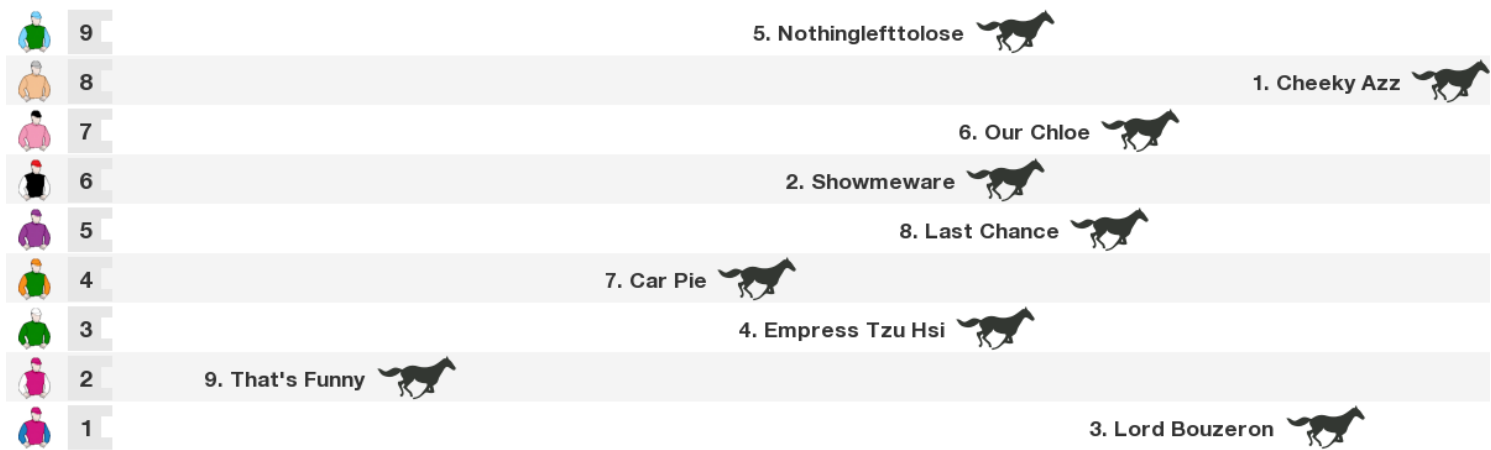 9 5. Nothinglefttolose
8 1. Cheeky Azz
7 6. Our Chloe
6 2. Showmeware
5 8. Last Chance
4 7. Car Pie
3 4. Empress Tzu Hsi
2 9. That's Funny
1 3. Lord Bouzeron